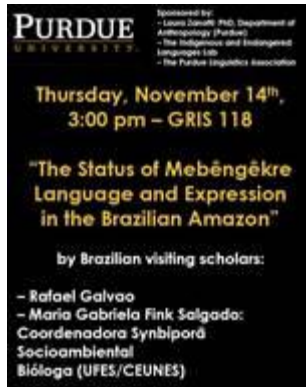 PURDUE
UNIVERSITY.
Sponsored by:
– Laura Zanotti PhD, Department of
Anthropology (Purdue)
– The Indigenous and Endangered
Languages Lab
– The Purdue Linguistics Association
Thursday, November 14th,
3:00 pm – GRIS 118
"The Status of Mebêngêkre
Language and Expression
in the Brazilian Amazon"
by Brazilian visiting scholars:
– Rafael Galvao
– Maria Gabriela Fink Salgado:
Coordenadora Synbiporã
Socioambiental
Bióloga (UFES/CEUNES)